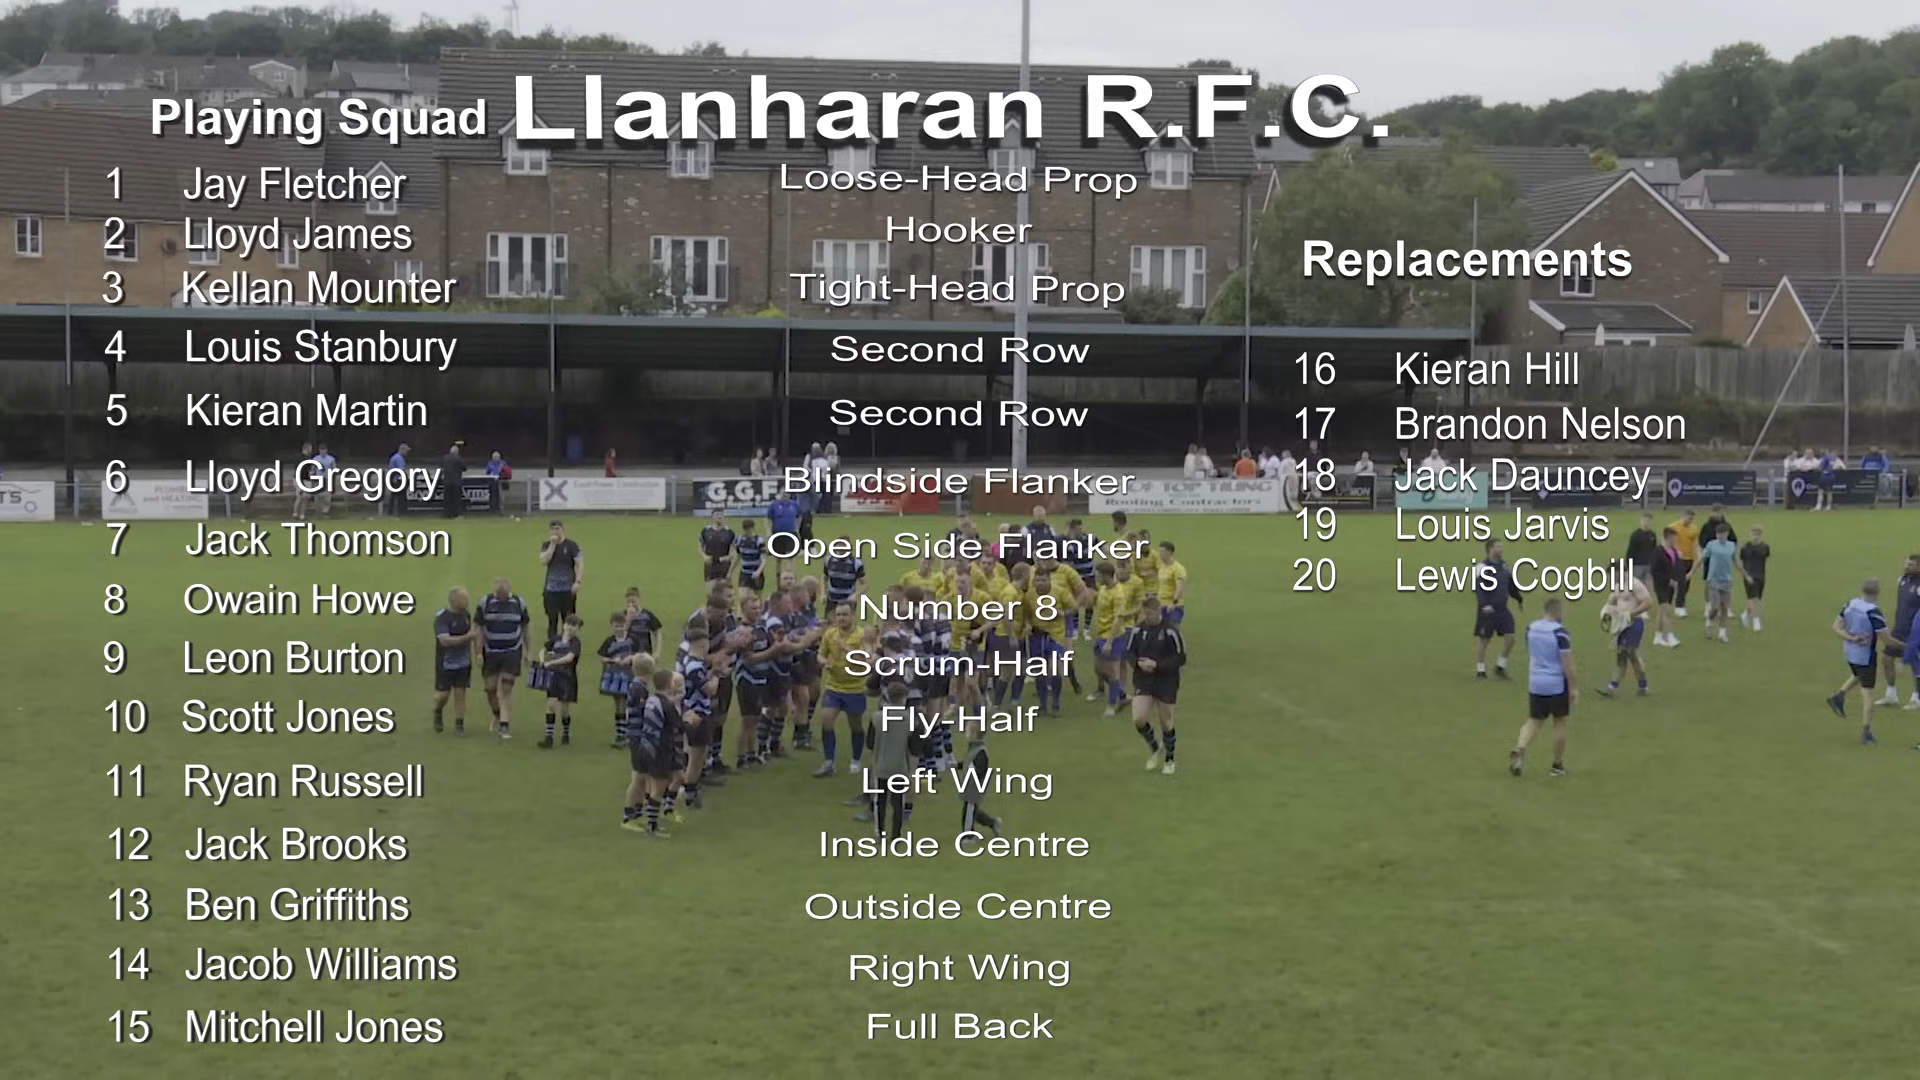 Playing Squad Llanharan R.F.C.
1 Jay Fletcher Loose-Head Prop
2 Lloyd James Hooker
3 Kellan Mounter Tight-Head Prop
4 Louis Stanbury Second Row
5 Kieran Martin Second Row
6 Lloyd Gregory Blindside Flanker
7 Jack Thomson Open Side Flanker
8 Owain Howe Number 8
9 Leon Burton Scrum-Half
10 Scott Jones Fly-Half
11 Ryan Russell Left Wing
12 Jack Brooks Inside Centre
13 Ben Griffiths Outside Centre
14 Jacob Williams Right Wing
15 Mitchell Jones Full Back
Replacements
16 Kieran Hill
17 Brandon Nelson
18 Jack Dauncey
19 Louis Jarvis
20 Lewis Cogbill
G.G.F.
TOP TILING
Roofing Contractors